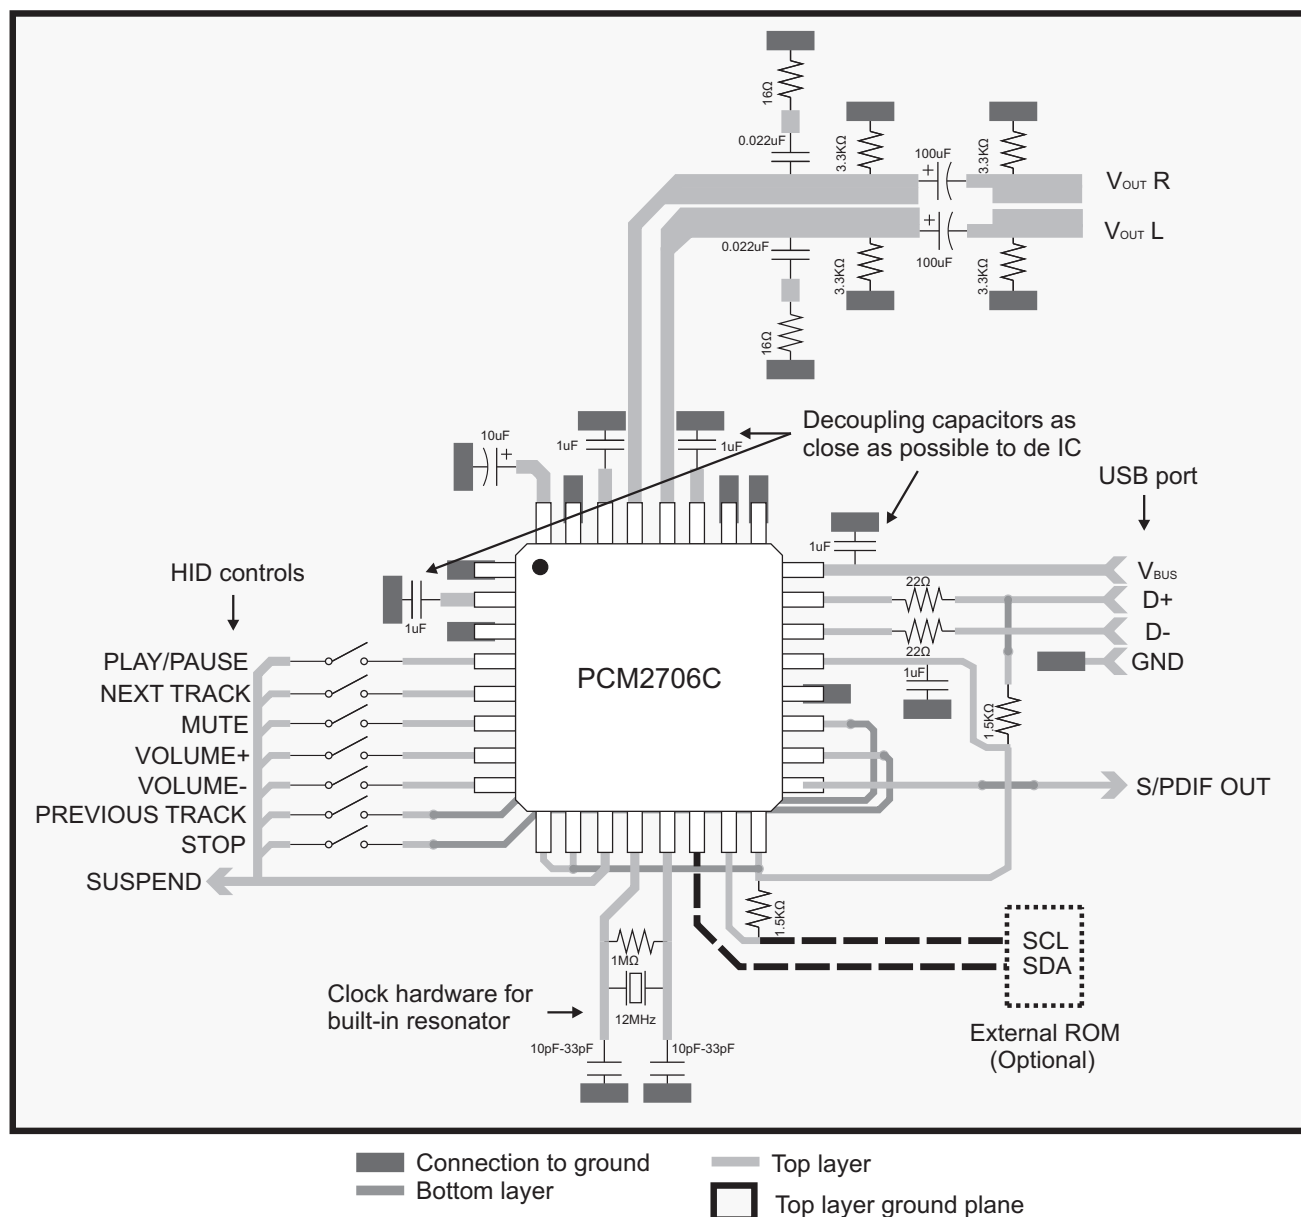 16Ω
0.022uF
3.3KΩ
100uF
3.3KΩ
VOUT R
VOUT L
0.022uF
3.3KΩ
100uF
3.3KΩ
16Ω
Decoupling capacitors as
close as possible to de IC
10uF
+
1uF
1uF
+
+
USB port
1uF
HID controls
1uF
VBUS
22Ω
D+
D-
22Ω
GND
1uF
1.5KΩ
PCM2706C
PLAY/PAUSE
NEXT TRACK
MUTE
VOLUME+
VOLUME-
PREVIOUS TRACK
STOP
SUSPEND
S/PDIF OUT
1.5KΩ
SCL
SDA
1MΩ
12MHz
Clock hardware for
built-in resonator
External ROM
(Optional)
10pF-33pF
10pF-33pF
Connection to ground
Top layer
Bottom layer
Top layer ground plane